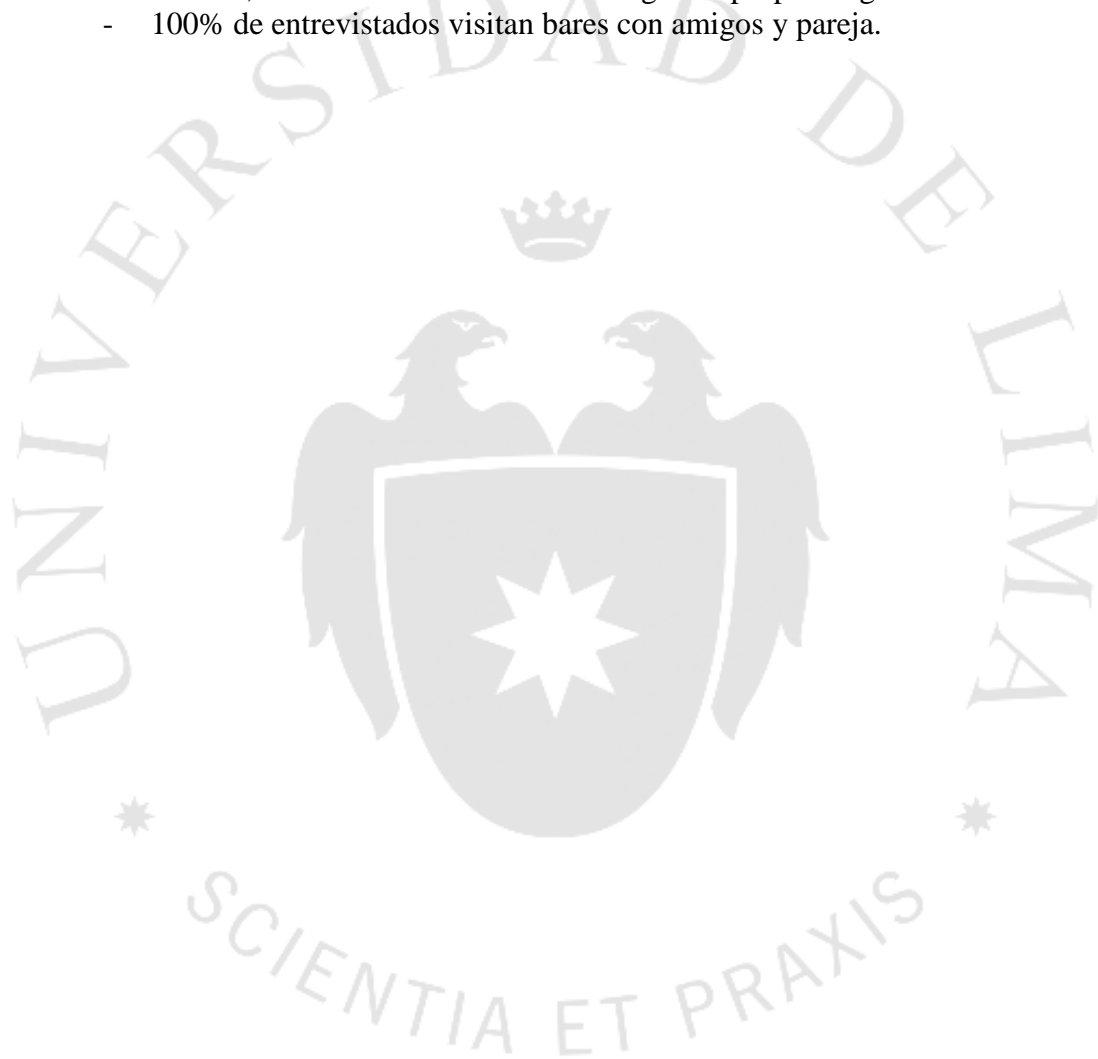 - 100% de entrevistados visitan bares con amigos y pareja.
UNIVERSIDAD DE LIMA
SCIENTIA ET PRAXIS